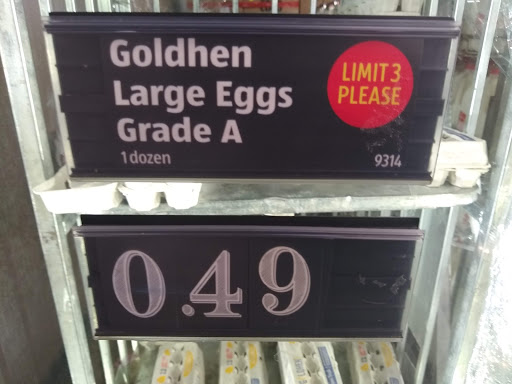 Goldhen
Large Eggs
Grade A
1 dozen
LIMIT 3
PLEASE
9314
0.49